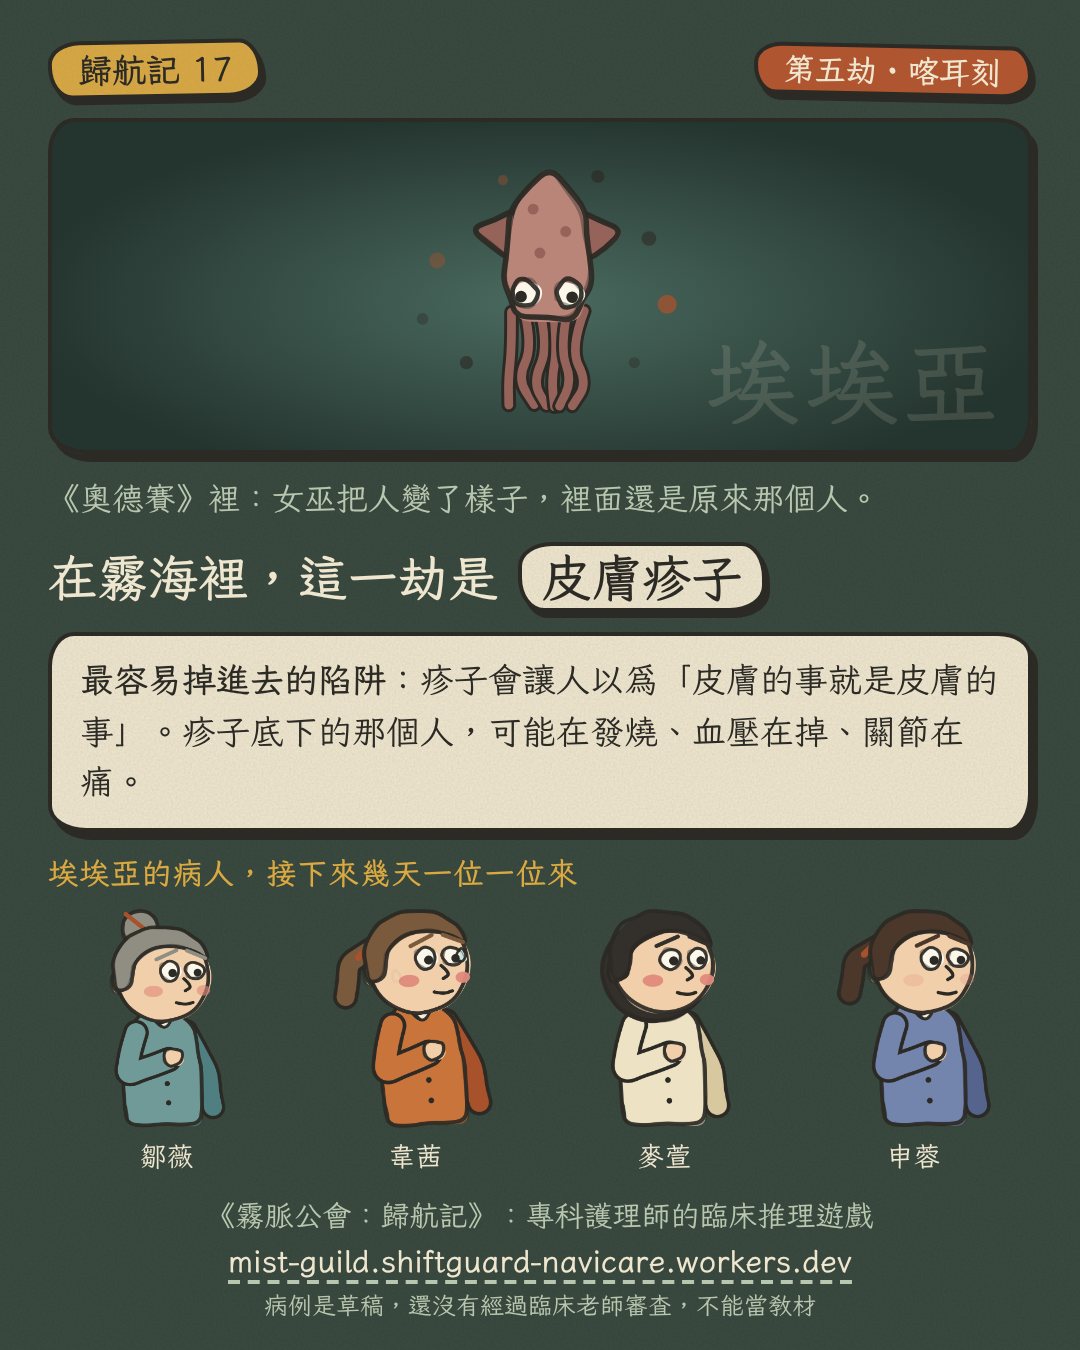 歸航記 17
第五劫・喀耳刻
埃埃亞
《奧德賽》裡：女巫把人變了樣子，裡面還是原來那個人。
在霧海裡，這一劫是 皮膚疹子
最容易掉進去的陷阱：疹子會讓人以爲「皮膚的事就是皮膚的
事」。疹子底下的那個人，可能在發燒、血壓在掉、關節在
痛。
埃埃亞的病人，接下來幾天一位一位來
鄒薇
韋茜
麥萱
申蓉
《霧脈公會：歸航記》：專科護理師的臨床推理遊戲
mist-guild.shiftguard-navicare.workers.dev
病例是草稿，還沒有經過臨床老師審查，不能當教材